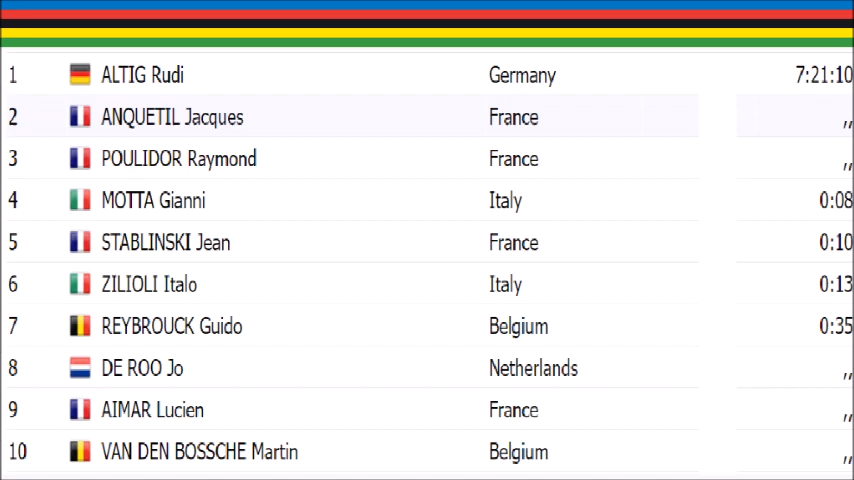 1 ALTIG Rudi Germany 7:21:10
2 ANQUETIL Jacques France ,,
3 POULIDOR Raymond France ,,
4 MOTTA Gianni Italy 0:08
5 STABLINSKI Jean France 0:10
6 ZILIOLI Italo Italy 0:13
7 REYBROUCK Guido Belgium 0:35
8 DE ROO Jo Netherlands ,,
9 AIMAR Lucien France ,,
10 VAN DEN BOSSCHE Martin Belgium ,,